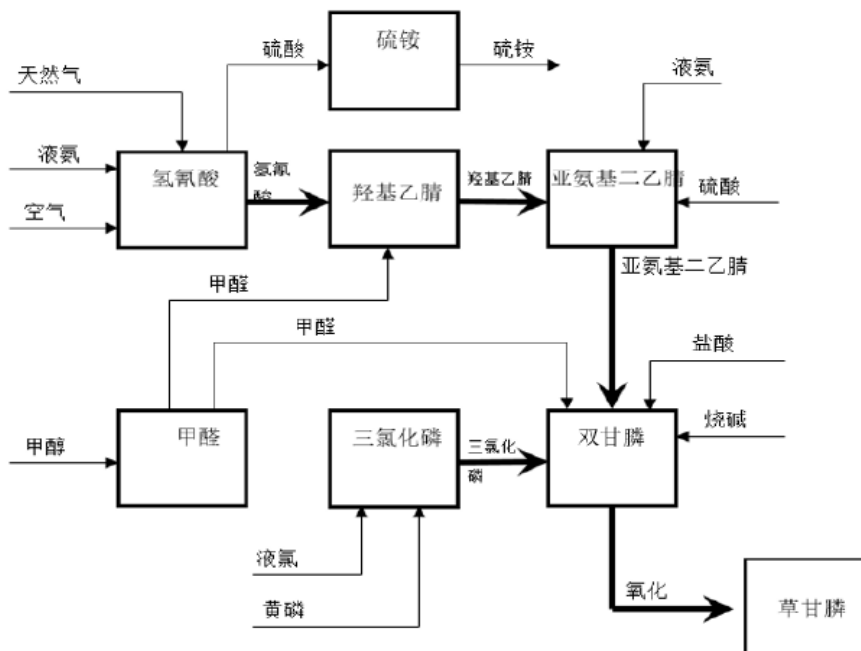 硫酸
硫铵
硫铵
天然气
液氨
液氨
氢氰酸
氢氰
酸
羟基乙腈
羟基乙腈
亚氨基二乙腈
硫酸
空气
亚氨基二乙腈
甲醛
甲醛
盐酸
甲醛
三氯化磷
双甘膦
烧碱
甲醇
三氯化
磷
液氯
氧化
黄磷
草甘膦